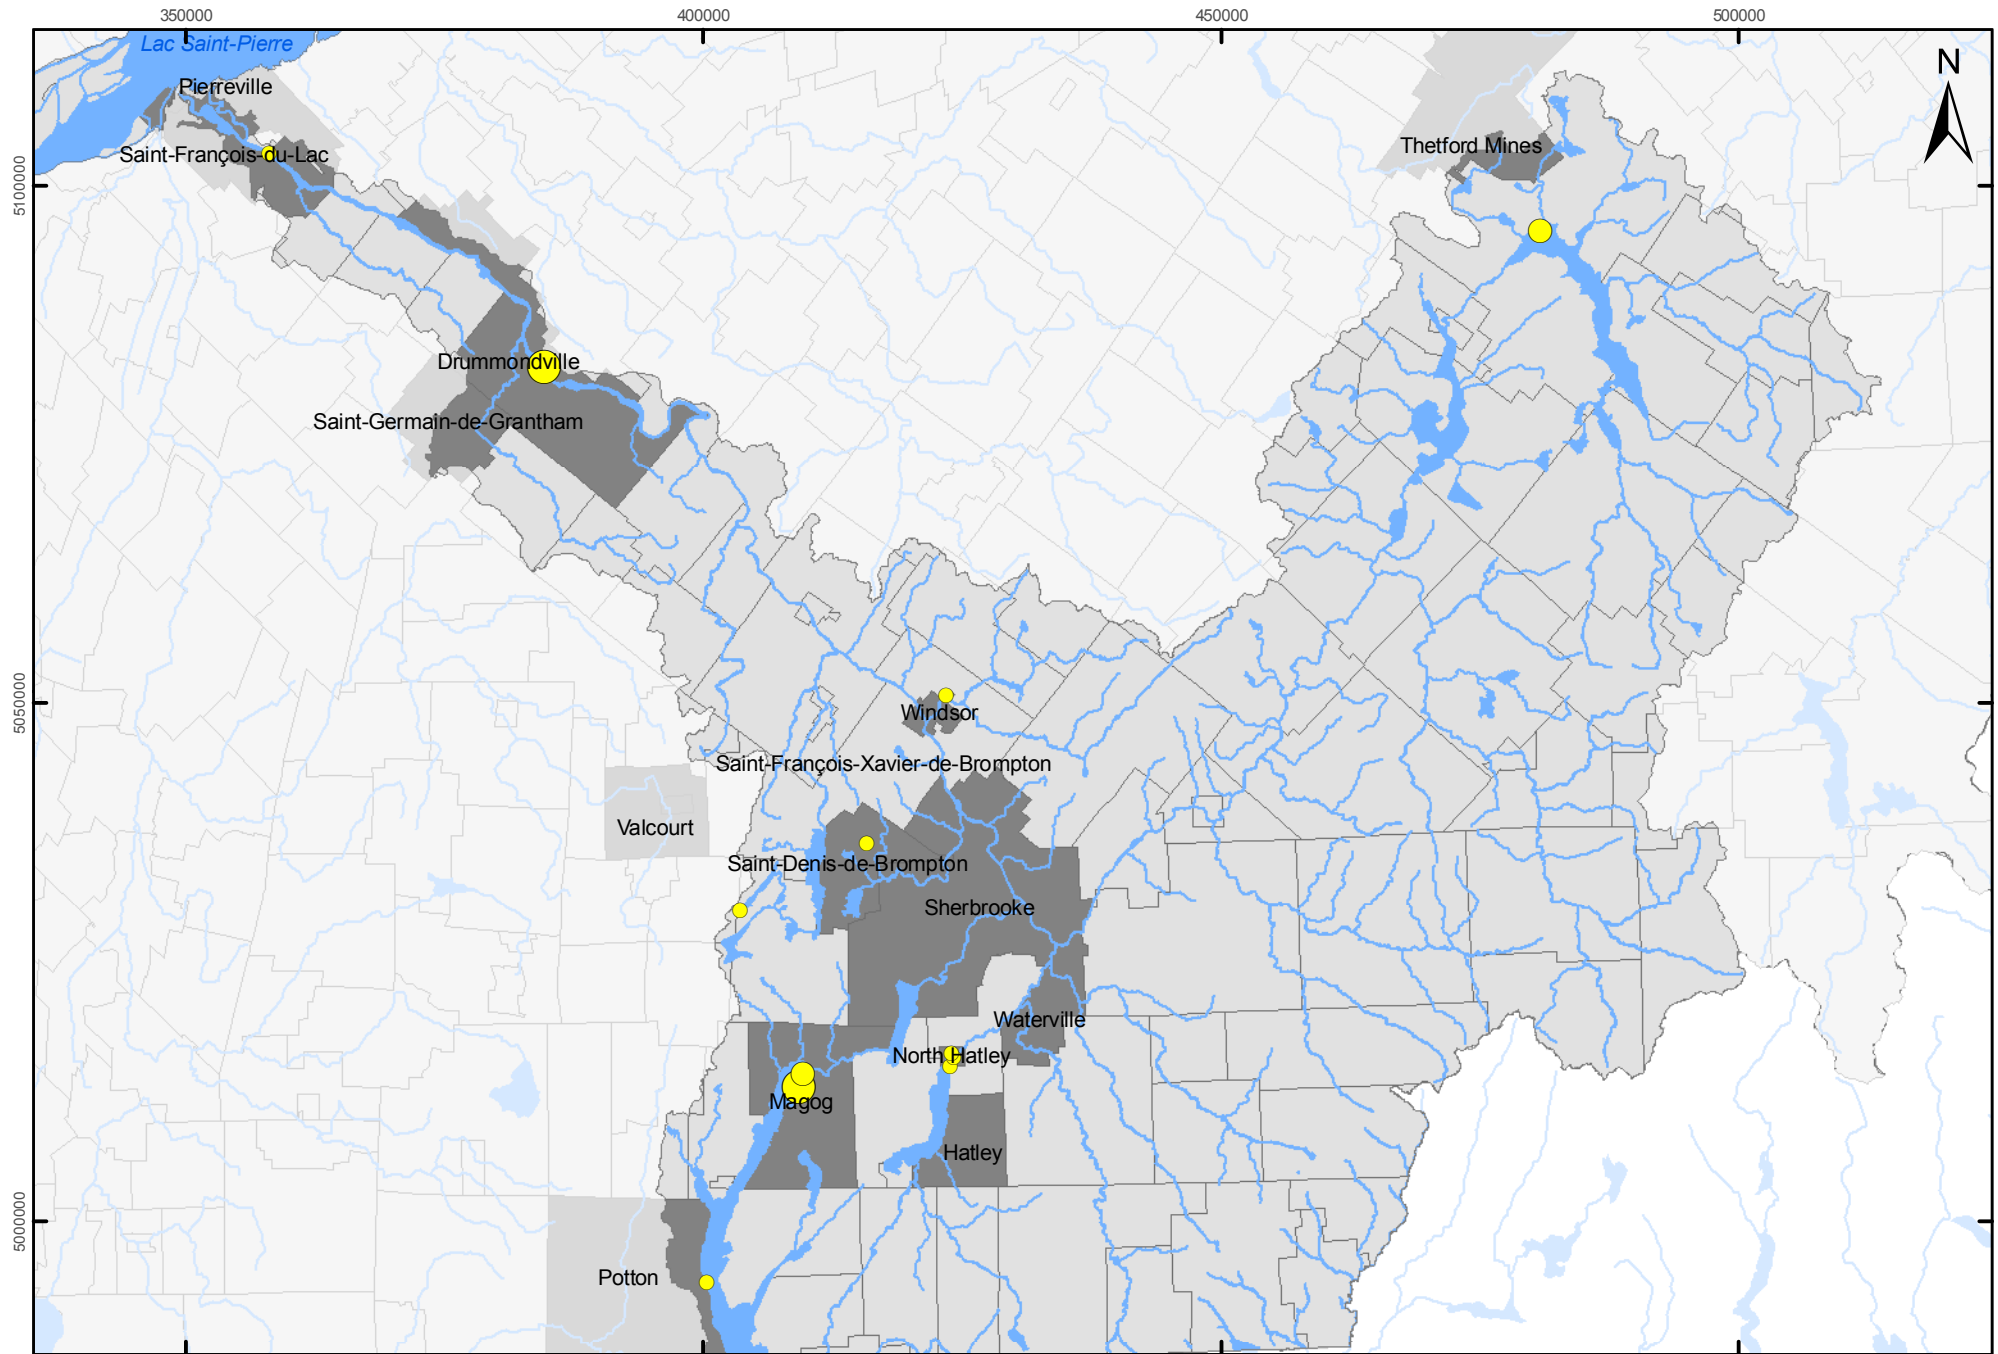 350000
400000
450000
500000
Lac Saint-Pierre
N
Pierreville
Thetford Mines
Saint-François-du-Lac
5100000
Drummondville
Saint-Germain-de-Grantham
5050000
Windsor
Saint-François-Xavier-de-Brompton
Valcourt
Saint-Denis-de-Brompton
Sherbrooke
Waterville
North Hatley
Magog
Hatley
5000000
Potton